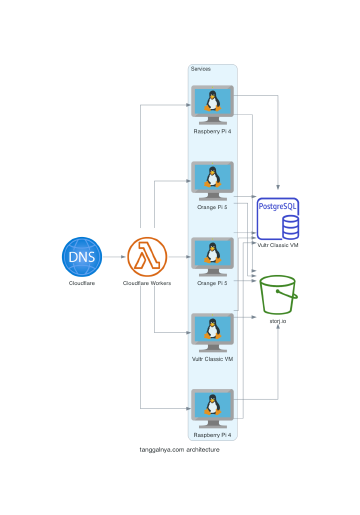 Services
Raspberry Pi 4
Orange Pi 5
PostgreSQL
Vultr Classic VM
DNS
Cloudflare
Cloudflare Workers
Orange Pi 5
storj.io
Vultr Classic VM
Raspberry Pi 4
tanggalnya.com architecture